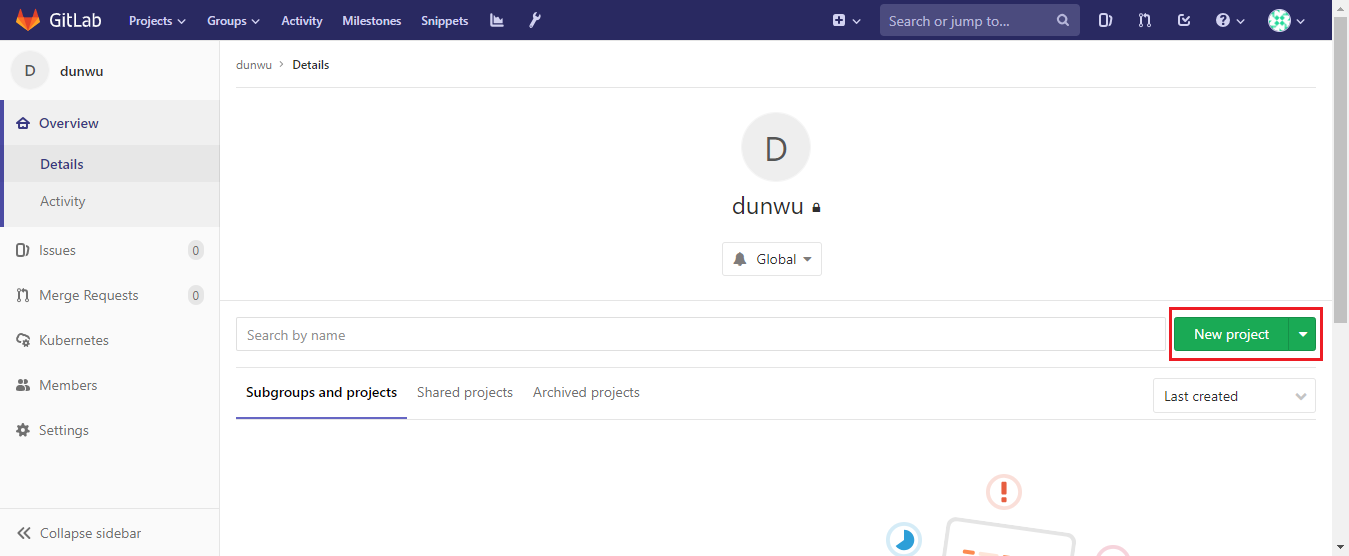 GitLab Projects Groups Activity Milestones Snippets Search or jump to...
D dunwu
dunwu > Details
Overview
Details
Activity
Issues 0
Merge Requests 0
Kubernetes
Members
Settings
Collapse sidebar
D
dunwu
Global
Search by name
New project
Subgroups and projects Shared projects Archived projects
Last created